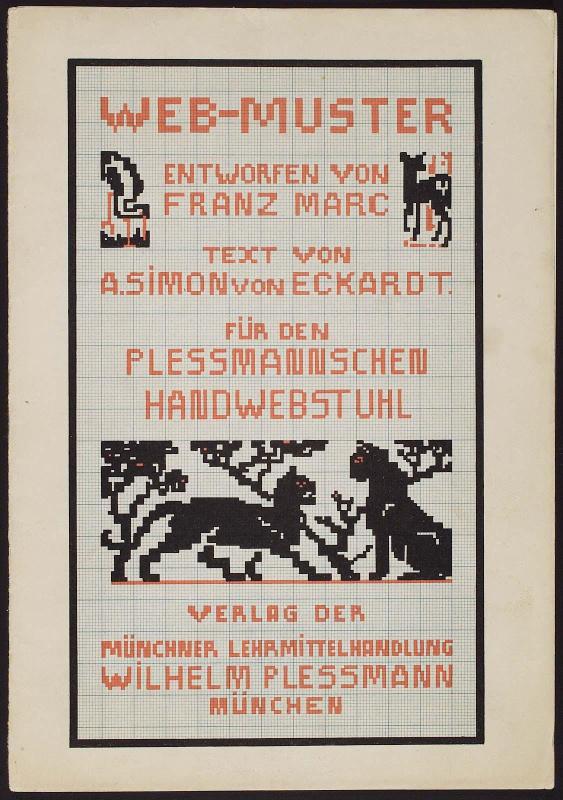 WEB-MUSTER
ENTWORFEN VON
FRANZ MARC
TEXT VON
A.SIMON VON ECKARDT.
FÜR DEN
PLESSMANNSCHEN
HANDWEBSTUHL
VERLAG DER
MÜNCHNER LEHRMITTELHANDLUNG
WILHELM PLESSMANN
MÜNCHEN